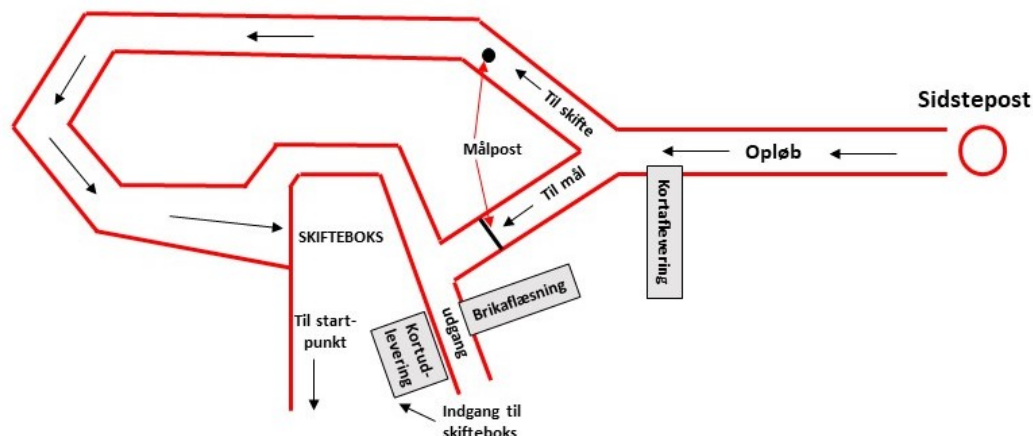 Sidstepost
Til skifte
Målpost
Opløb
Til mål
Kortaflevering
SKIFTEBOKS
Brikaflæsning
udgang
Til start-
punkt
Kortud-
levering
Indgang til
skifteboks